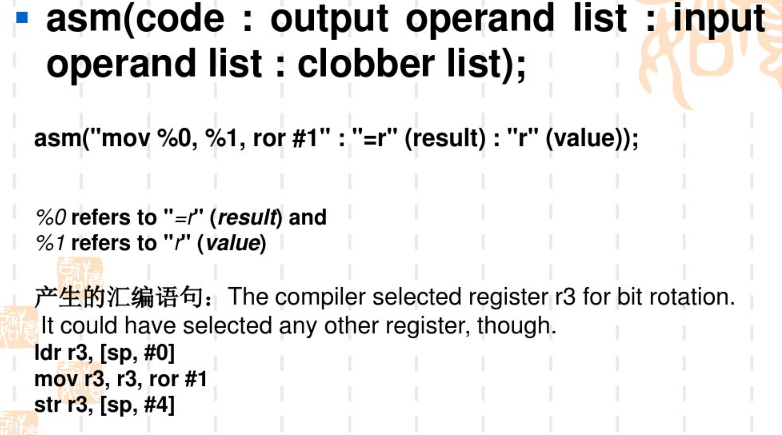 asm(code : output operand list : input
operand list : clobber list);
asm("mov %0, %1, ror #1" : "=r" (result) : "r" (value));
%0 refers to "=r" (result) and
%1 refers to "r" (value)
产生的汇编语句：The compiler selected register r3 for bit rotation.
It could have selected any other register, though.
ldr r3, [sp, #0]
mov r3, r3, ror #1
str r3, [sp, #4]